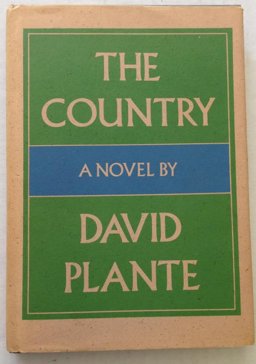 THE
COUNTRY
A NOVEL BY
DAVID
PLANTE